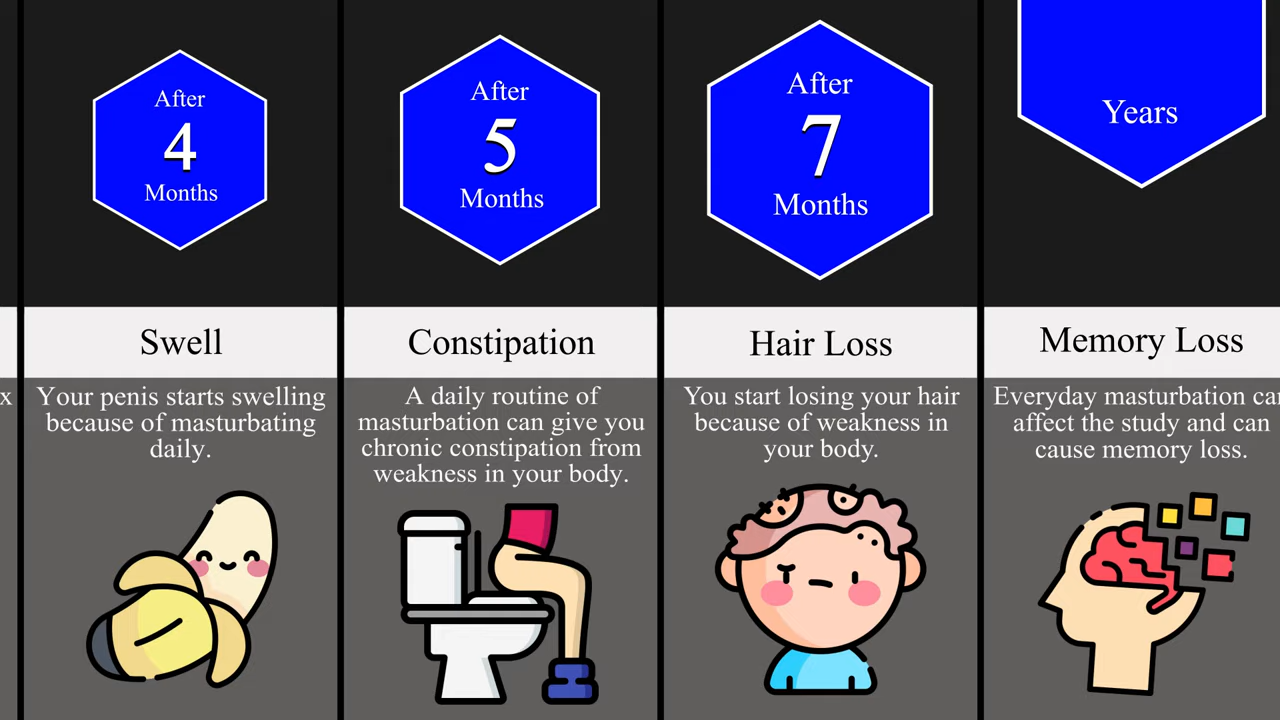 After
4
Months
After
5
Months
After
7
Months
Years
Swell
Constipation
Hair Loss
Memory Loss
x
Your penis starts swelling
because of masturbating
daily.
A daily routine of
masturbation can give you
chronic constipation from
weakness in your body.
You start losing your hair
because of weakness in
your body.
Everyday masturbation can
affect the study and can
cause memory loss.